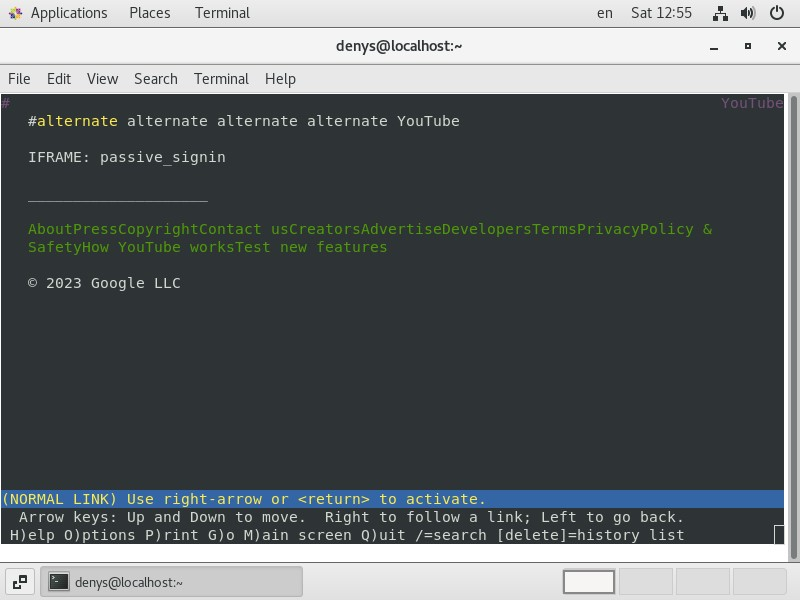 Applications Places Terminal en Sat 12:55
denys@localhost:~
File Edit View Search Terminal Help
# YouTube
#alternate alternate alternate alternate YouTube
IFRAME: passive_signin
____________________
AboutPressCopyrightContact usCreatorsAdvertiseDevelopersTermsPrivacyPolicy &
SafetyHow YouTube worksTest new features
© 2023 Google LLC
(NORMAL LINK) Use right-arrow or <return> to activate.
Arrow keys: Up and Down to move. Right to follow a link; Left to go back.
H)elp O)ptions P)rint G)o M)ain screen Q)uit /=search [delete]=history list
denys@localhost:~